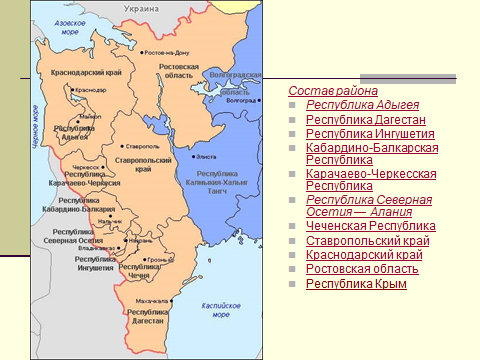 Украина
Азовское
море
Ростов-на-Дону
Ростовская
область
Краснодарский край
Волгоградская
область
Краснодар
Волгоград
Майкоп
Республика
Адыгея
Черное море
Ставрополь
Ставропольский
край
Элиста
Черкесск
Республика
Карачаево-Черкесия
Республика
Калмыкия-Хальмг
Тангч
Республика
Кабардино-Балкария
Нальчик
Республика
Северная Осетия
Назрань
Владикавказ
Грозный
Республика
Ингушетия
Республика
Чечня
Махачкала
Республика
Дагестан
Каспийское
море
Состав района
Республика Адыгея
Республика Дагестан
Республика Ингушетия
Кабардино-Балкарская
Республика
Карачаево-Черкесская
Республика
Республика Северная
Осетия — Алания
Чеченская Республика
Ставропольский край
Краснодарский край
Ростовская область
Республика Крым